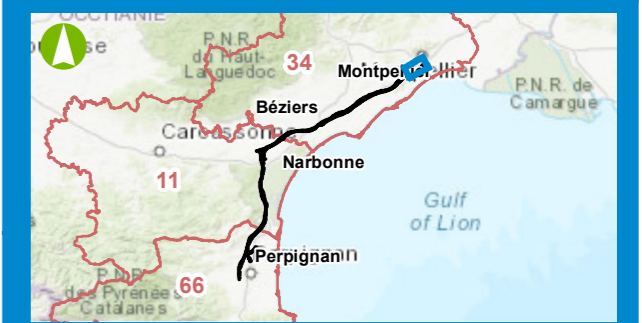 OCCITANIE
P.N.R.
du Haut-
Languedoc
34
Montpellier
P.N.R. de
Camargue
Béziers
Carcassonne
Narbonne
11
Gulf
of Lion
Perpignan
P.N.R.
des Pyrénées
Catalanes
66